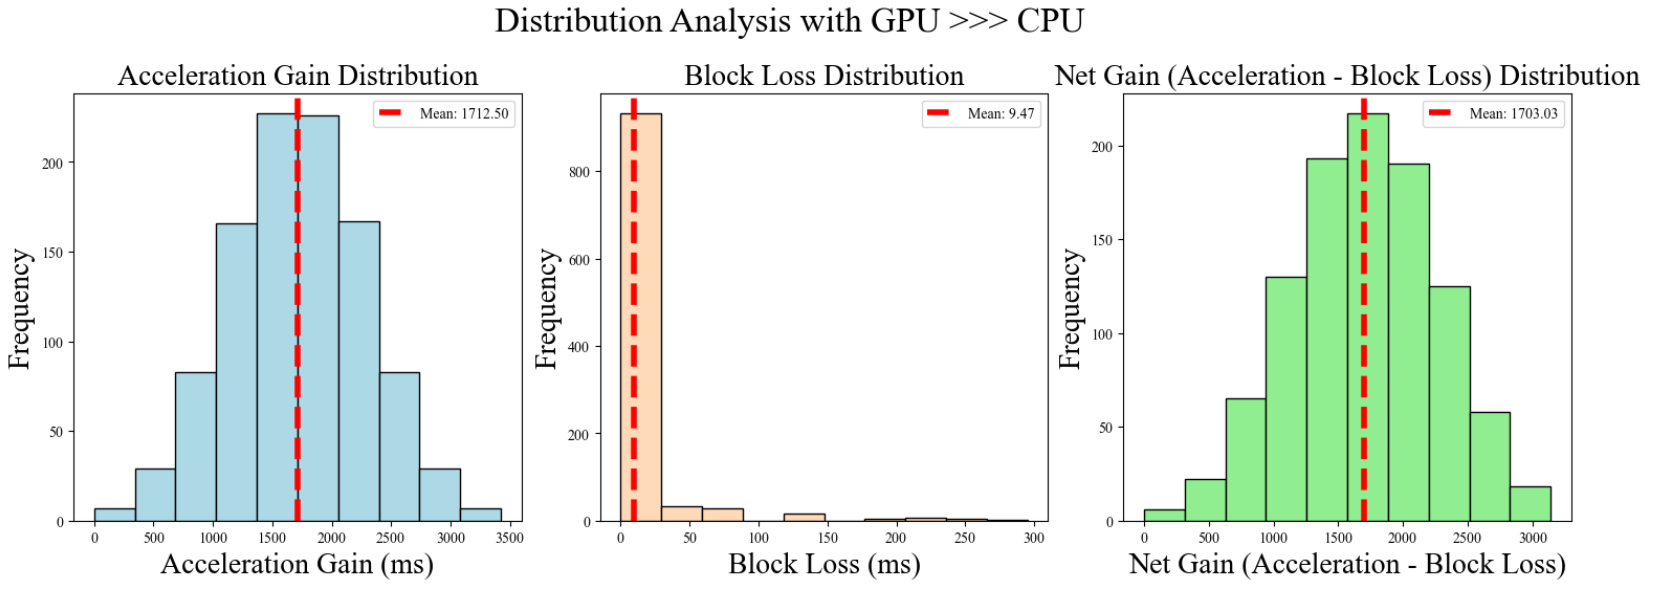 Distribution Analysis with GPU >>> CPU
Acceleration Gain Distribution
Mean: 1712.50
200
150
100
50
0
Frequency
0 500 1000 1500 2000 2500 3000 3500
Acceleration Gain (ms)
Block Loss Distribution
Mean: 9.47
800
600
400
200
0
Frequency
0 50 100 150 200 250 300
Block Loss (ms)
Net Gain (Acceleration - Block Loss) Distribution
Mean: 1703.03
200
150
100
50
0
Frequency
0 500 1000 1500 2000 2500 3000
Net Gain (Acceleration - Block Loss)